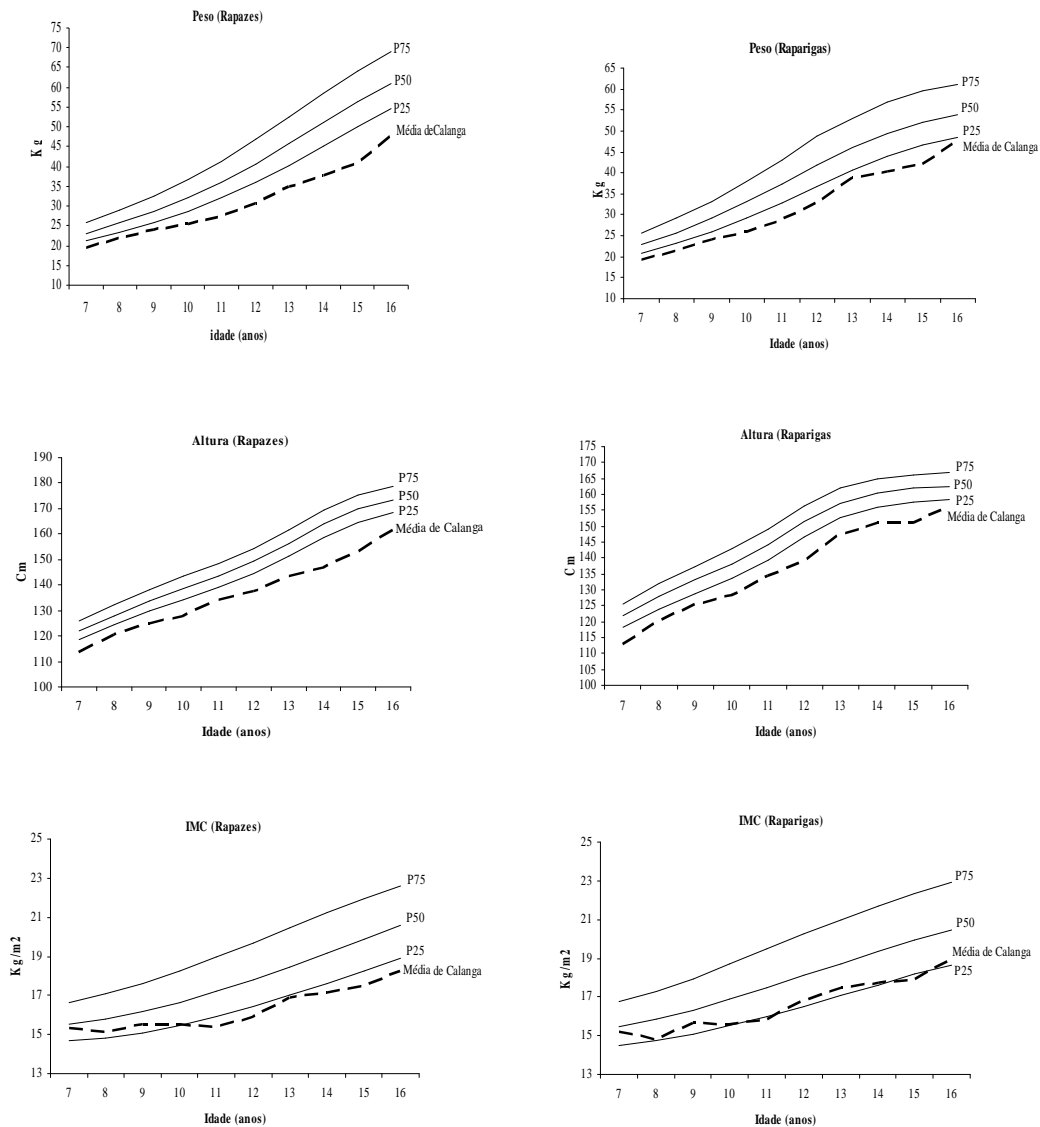 Peso (Rapazes)
75
70
65
60
55
50
45
40
35
30
25
20
15
10
Kg
P75
P50
P25
Média deCalanga
7 8 9 10 11 12 13 14 15 16
idade (anos)
Peso (Raparigas)
65
60
55
50
45
40
35
30
25
20
15
10
Kg
P75
P50
P25
Média de Calanga
7 8 9 10 11 12 13 14 15 16
Idade (anos)
Altura (Rapazes)
190
180
170
160
150
140
130
120
110
100
Cm
P75
P50
P25
Média de Calanga
7 8 9 10 11 12 13 14 15 16
Idade (anos)
Altura (Raparigas
175
170
165
160
155
150
145
140
135
130
125
120
115
110
105
100
Cm
P75
P50
P25
Média de Calanga
7 8 9 10 11 12 13 14 15 16
Idade (anos)
IMC (Rapazes)
25
23
21
19
17
15
13
Kg/m2
P75
P50
P25
Média de Calanga
7 8 9 10 11 12 13 14 15 16
Idade (anos)
IMC (Raparigas)
25
23
21
19
17
15
13
Kg/m2
P75
P50
Média de Calanga
P25
7 8 9 10 11 12 13 14 15 16
Idade (anos)